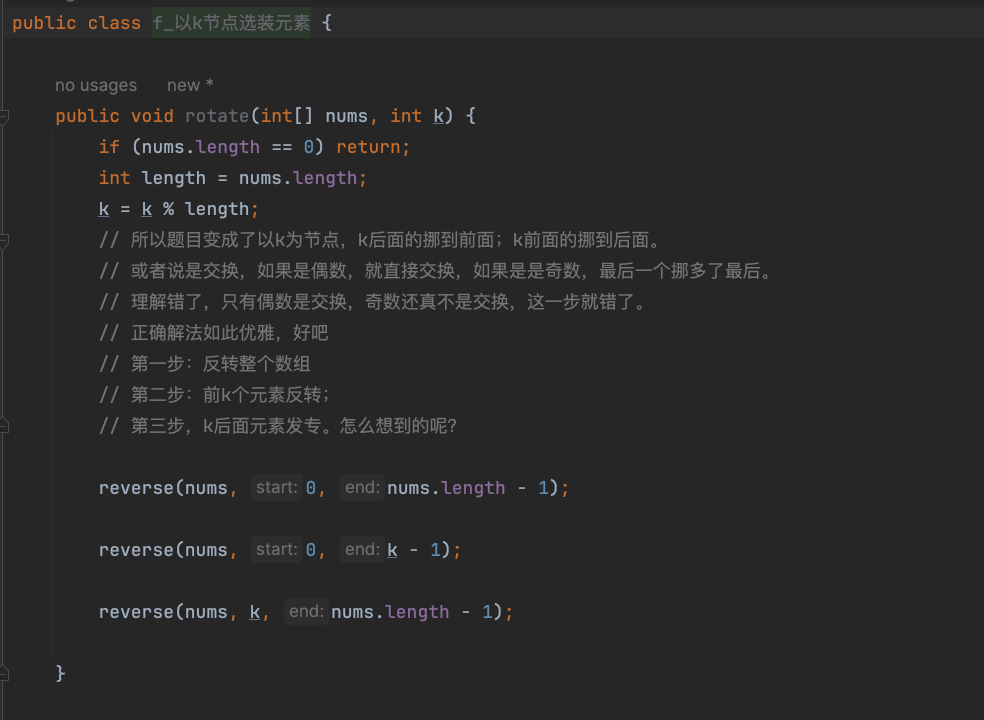 public class f_以k节点选装元素 {
no usages new *
public void rotate(int[] nums, int k) {
if (nums.length == 0) return;
int length = nums.length;
k = k % length;
// 所以题目变成了以k为节点，k后面的挪到前面；k前面的挪到后面。
// 或者说是交换，如果是偶数，就直接交换，如果是是奇数，最后一个挪多了最后。
// 理解错了，只有偶数是交换，奇数还真不是交换，这一步就错了。
// 正确解法如此优雅，好吧
// 第一步：反转整个数组
// 第二步：前k个元素反转；
// 第三步，k后面元素发专。怎么想到的呢？
reverse(nums, start: 0, end: nums.length - 1);
reverse(nums, start: 0, end: k - 1);
reverse(nums, k, end: nums.length - 1);
}